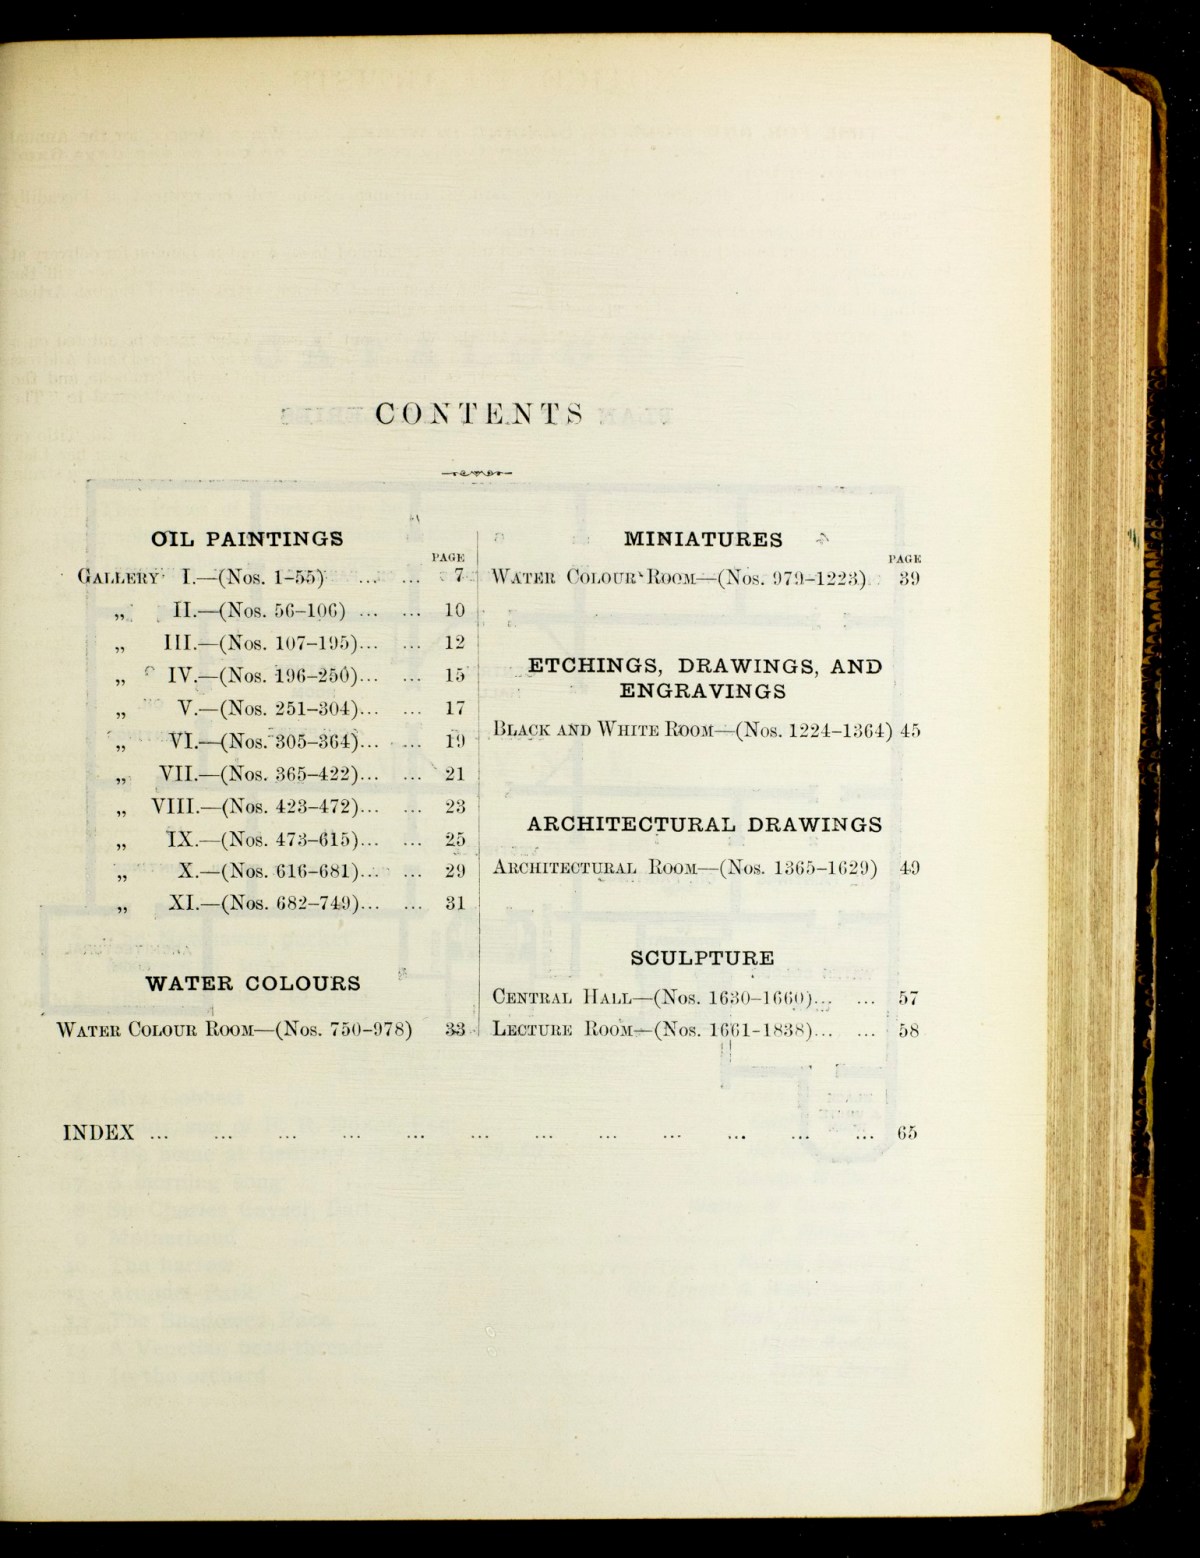 CONTENTS
OIL PAINTINGS
PAGE
GALLERY I.—(Nos. 1–55) ... ... 7
„ II.—(Nos. 56–106) ... ... 10
„ III.—(Nos. 107–195)... ... 12
„ IV.—(Nos. 196–250)... ... 15
„ V.—(Nos. 251–304)... ... 17
„ VI.—(Nos. 305–364)... ... 19
„ VII.—(Nos. 365–422)... ... 21
„ VIII.—(Nos. 423–472)... ... 23
„ IX.—(Nos. 473–615)... ... 25
„ X.—(Nos. 616–681)... ... 29
„ XI.—(Nos. 682–749)... ... 31
WATER COLOURS
WATER COLOUR ROOM—(Nos. 750–978) 33
MINIATURES
PAGE
WATER COLOUR ROOM—(Nos. 979–1223) 39
ETCHINGS, DRAWINGS, AND
ENGRAVINGS
BLACK AND WHITE ROOM—(Nos. 1224–1364) 45
ARCHITECTURAL DRAWINGS
ARCHITECTURAL ROOM—(Nos. 1365–1629) 49
SCULPTURE
CENTRAL HALL—(Nos. 1630–1660)... ... 57
LECTURE ROOM—(Nos. 1661–1838)... ... 58
INDEX ... ... ... ... ... ... ... ... ... ... ... ... 65